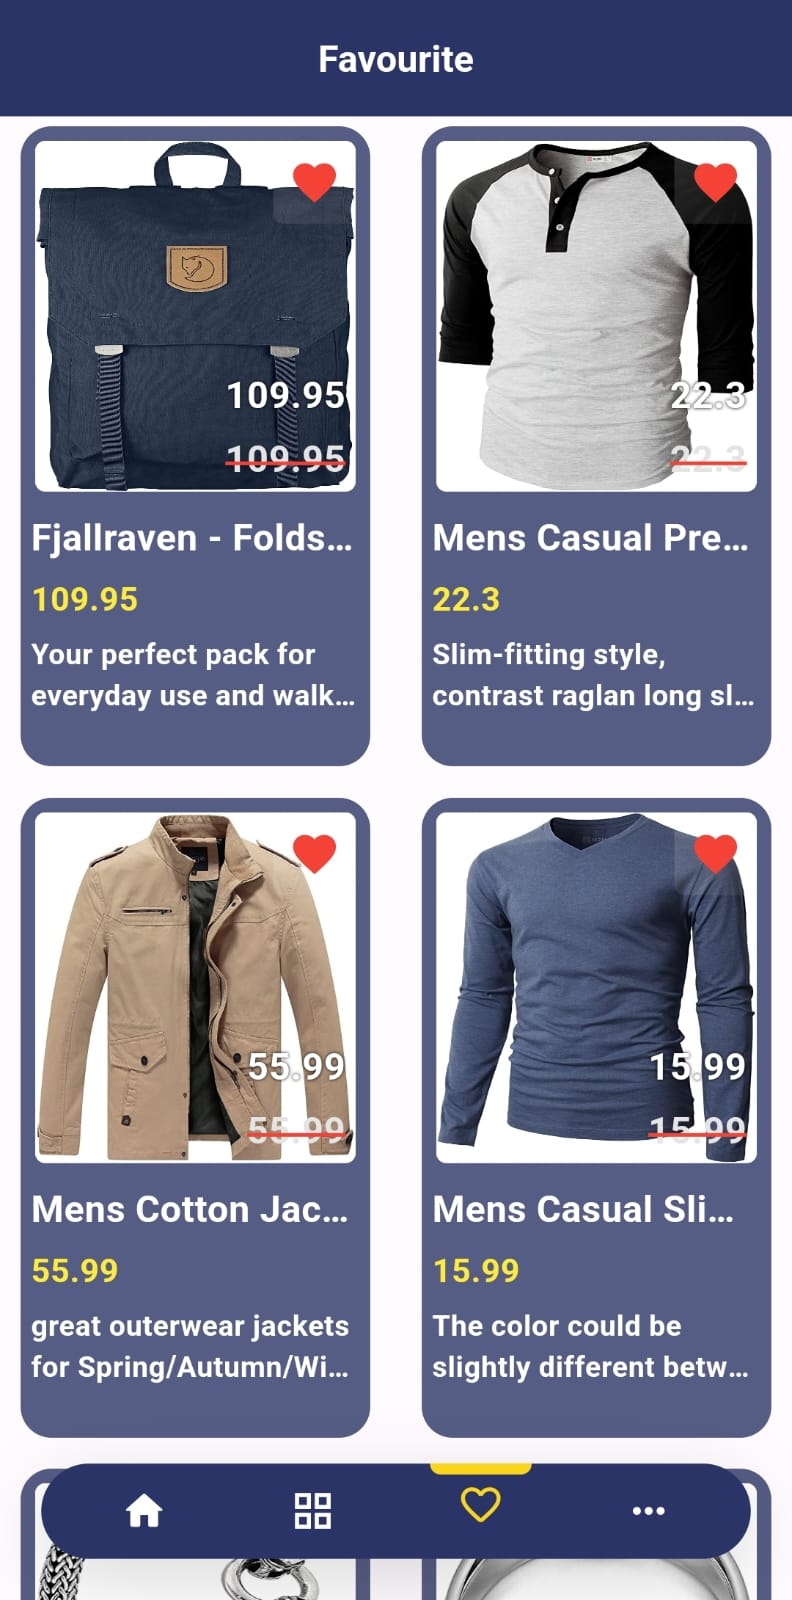 Favourite
109.95
109.95
Fjallraven - Folds...
109.95
Your perfect pack for
everyday use and walk...
22.3
22.3
Mens Casual Pre...
22.3
Slim-fitting style,
contrast raglan long sl...
55.99
55.99
Mens Cotton Jac...
55.99
great outerwear jackets
for Spring/Autumn/Wi...
15.99
15.99
Mens Casual Sli...
15.99
The color could be
slightly different betw...